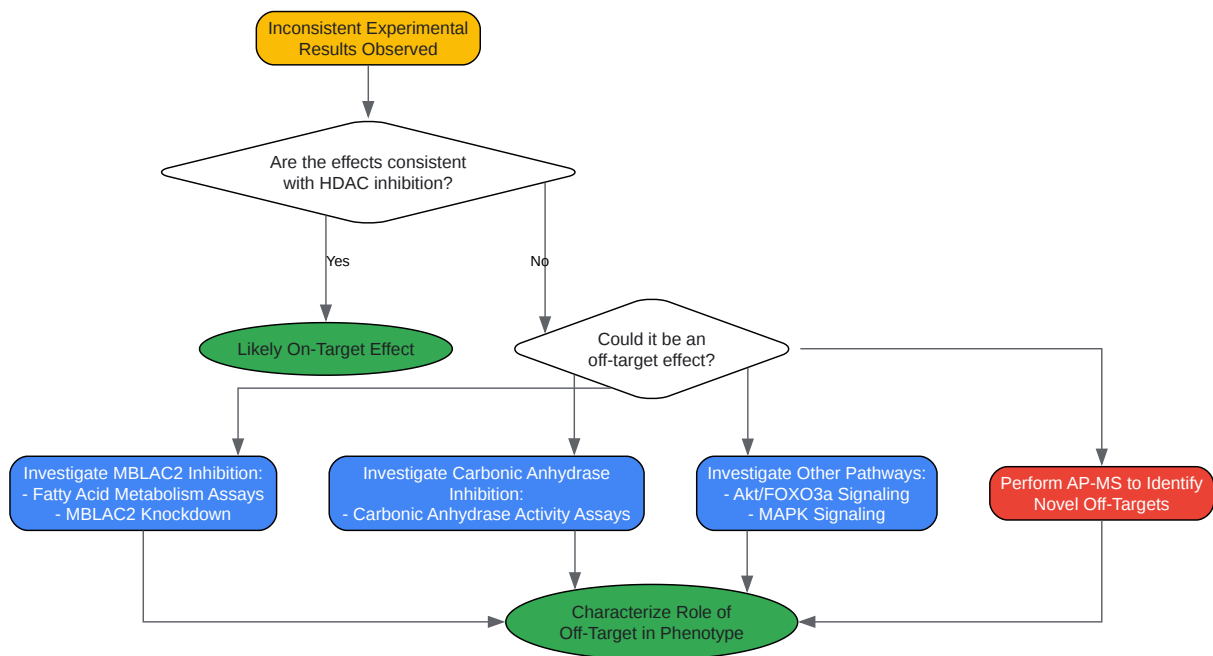 Inconsistent Experimental
Results Observed
Are the effects consistent
with HDAC inhibition?
Yes
No
Likely On-Target Effect
Could it be an
off-target effect?
Investigate MBLAC2 Inhibition:
- Fatty Acid Metabolism Assays
- MBLAC2 Knockdown
Investigate Carbonic Anhydrase
Inhibition:
- Carbonic Anhydrase Activity Assays
Investigate Other Pathways:
- Akt/FOXO3a Signaling
- MAPK Signaling
Perform AP-MS to Identify
Novel Off-Targets
Characterize Role of
Off-Target in Phenotype